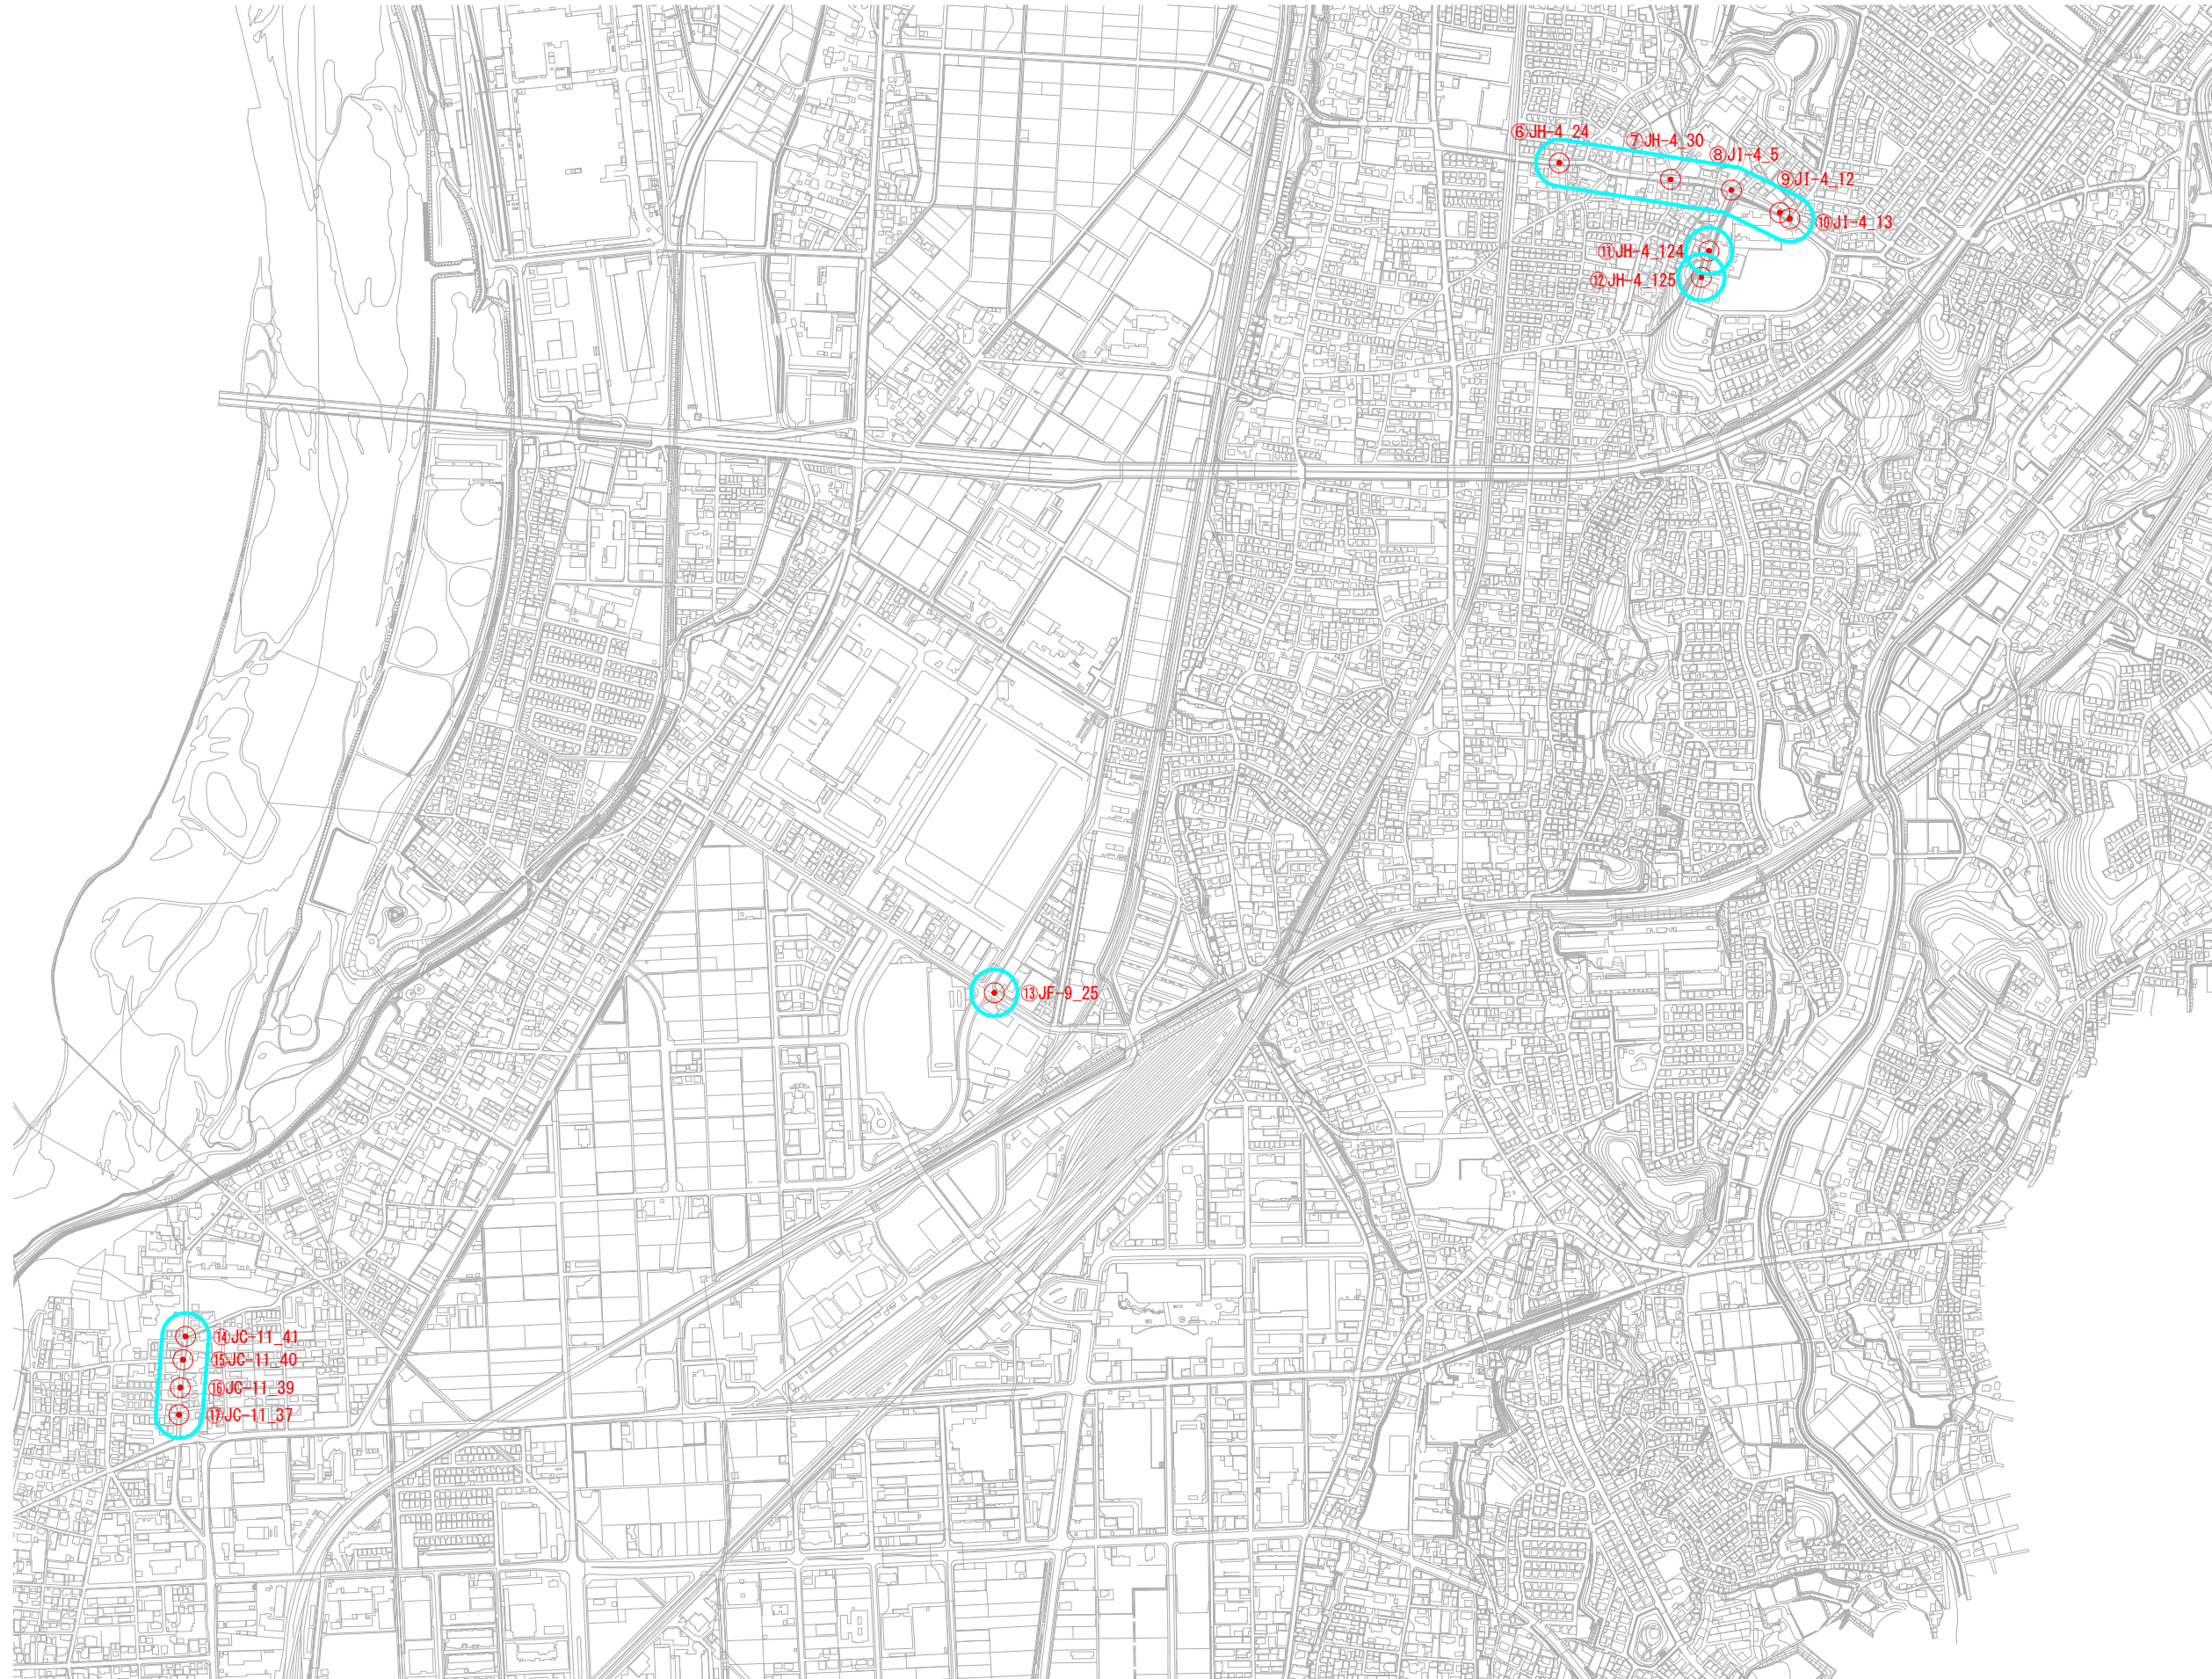 ⑥JH-4_24
⑦JH-4_30
⑧JI-4_5
⑨JI-4_12
⑩JI-4_13
⑪JH-4_124
⑫JH-4_125
⑬JF-9_25
⑭JC-11_41
⑮JC-11_40
⑯JC-11_39
⑰JC-11_37